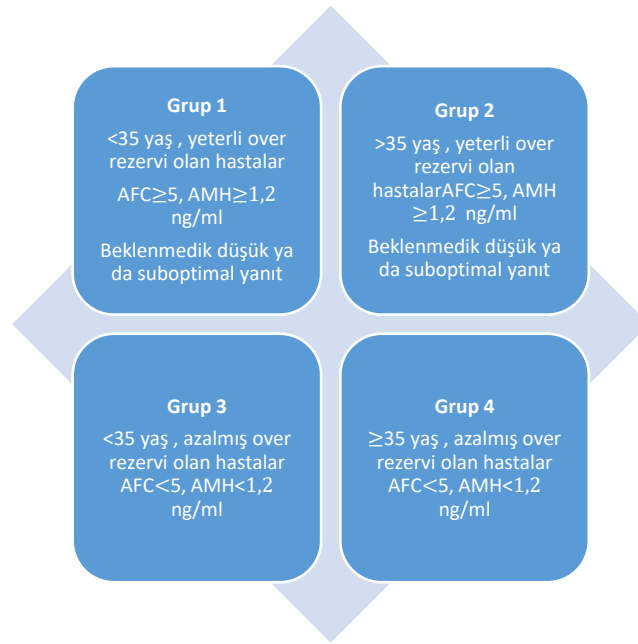 Grup 1
<35 yaş , yeterli over
rezervi olan hastalar
AFC≥5, AMH≥1,2
ng/ml
Beklenmedik düşük ya
da suboptimal yanıt
Grup 2
>35 yaş , yeterli over
rezervi olan
hastalarAFC≥5, AMH
≥1,2 ng/ml
Beklenmedik düşük ya
da suboptimal yanıt
Grup 3
<35 yaş , azalmış over
rezervi olan hastalar
AFC<5, AMH<1,2
ng/ml
Grup 4
≥35 yaş , azalmış over
rezervi olan hastalar
AFC<5, AMH<1,2
ng/ml